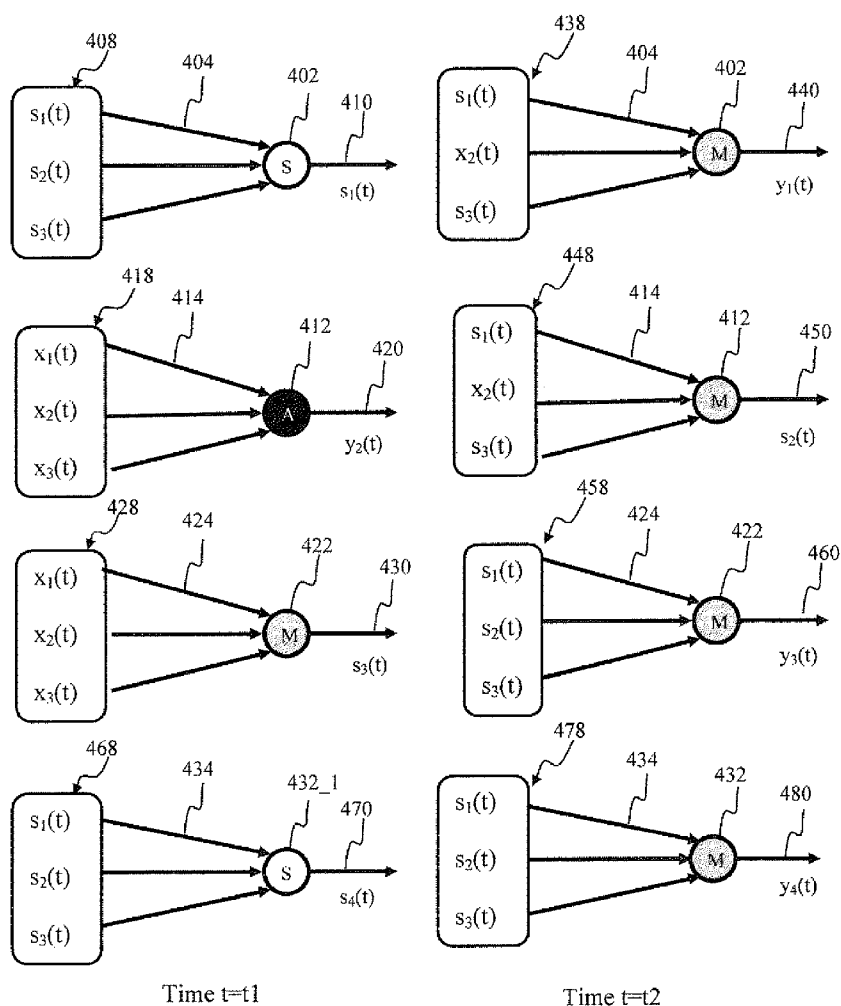 408
404
402
410
s₁(t)
s₂(t)
s₃(t)
S
s₁(t)
438
404
402
440
s₁(t)
x₂(t)
s₃(t)
M
y₁(t)
418
414
412
420
x₁(t)
x₂(t)
x₃(t)
A
y₂(t)
448
414
412
450
s₁(t)
x₂(t)
s₃(t)
M
s₂(t)
428
424
422
430
x₁(t)
x₂(t)
x₃(t)
M
s₃(t)
458
424
422
460
s₁(t)
s₂(t)
s₃(t)
M
y₃(t)
468
434
432_1
470
s₁(t)
s₂(t)
s₃(t)
S
s₄(t)
478
434
432
480
s₁(t)
s₂(t)
s₃(t)
M
y₄(t)
Time t=t1
Time t=t2